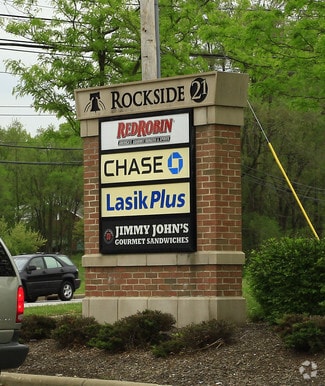 ROCKSIDE 21
RED ROBIN
CHASE
LasikPlus
JIMMY JOHN'S
GOURMET SANDWICHES